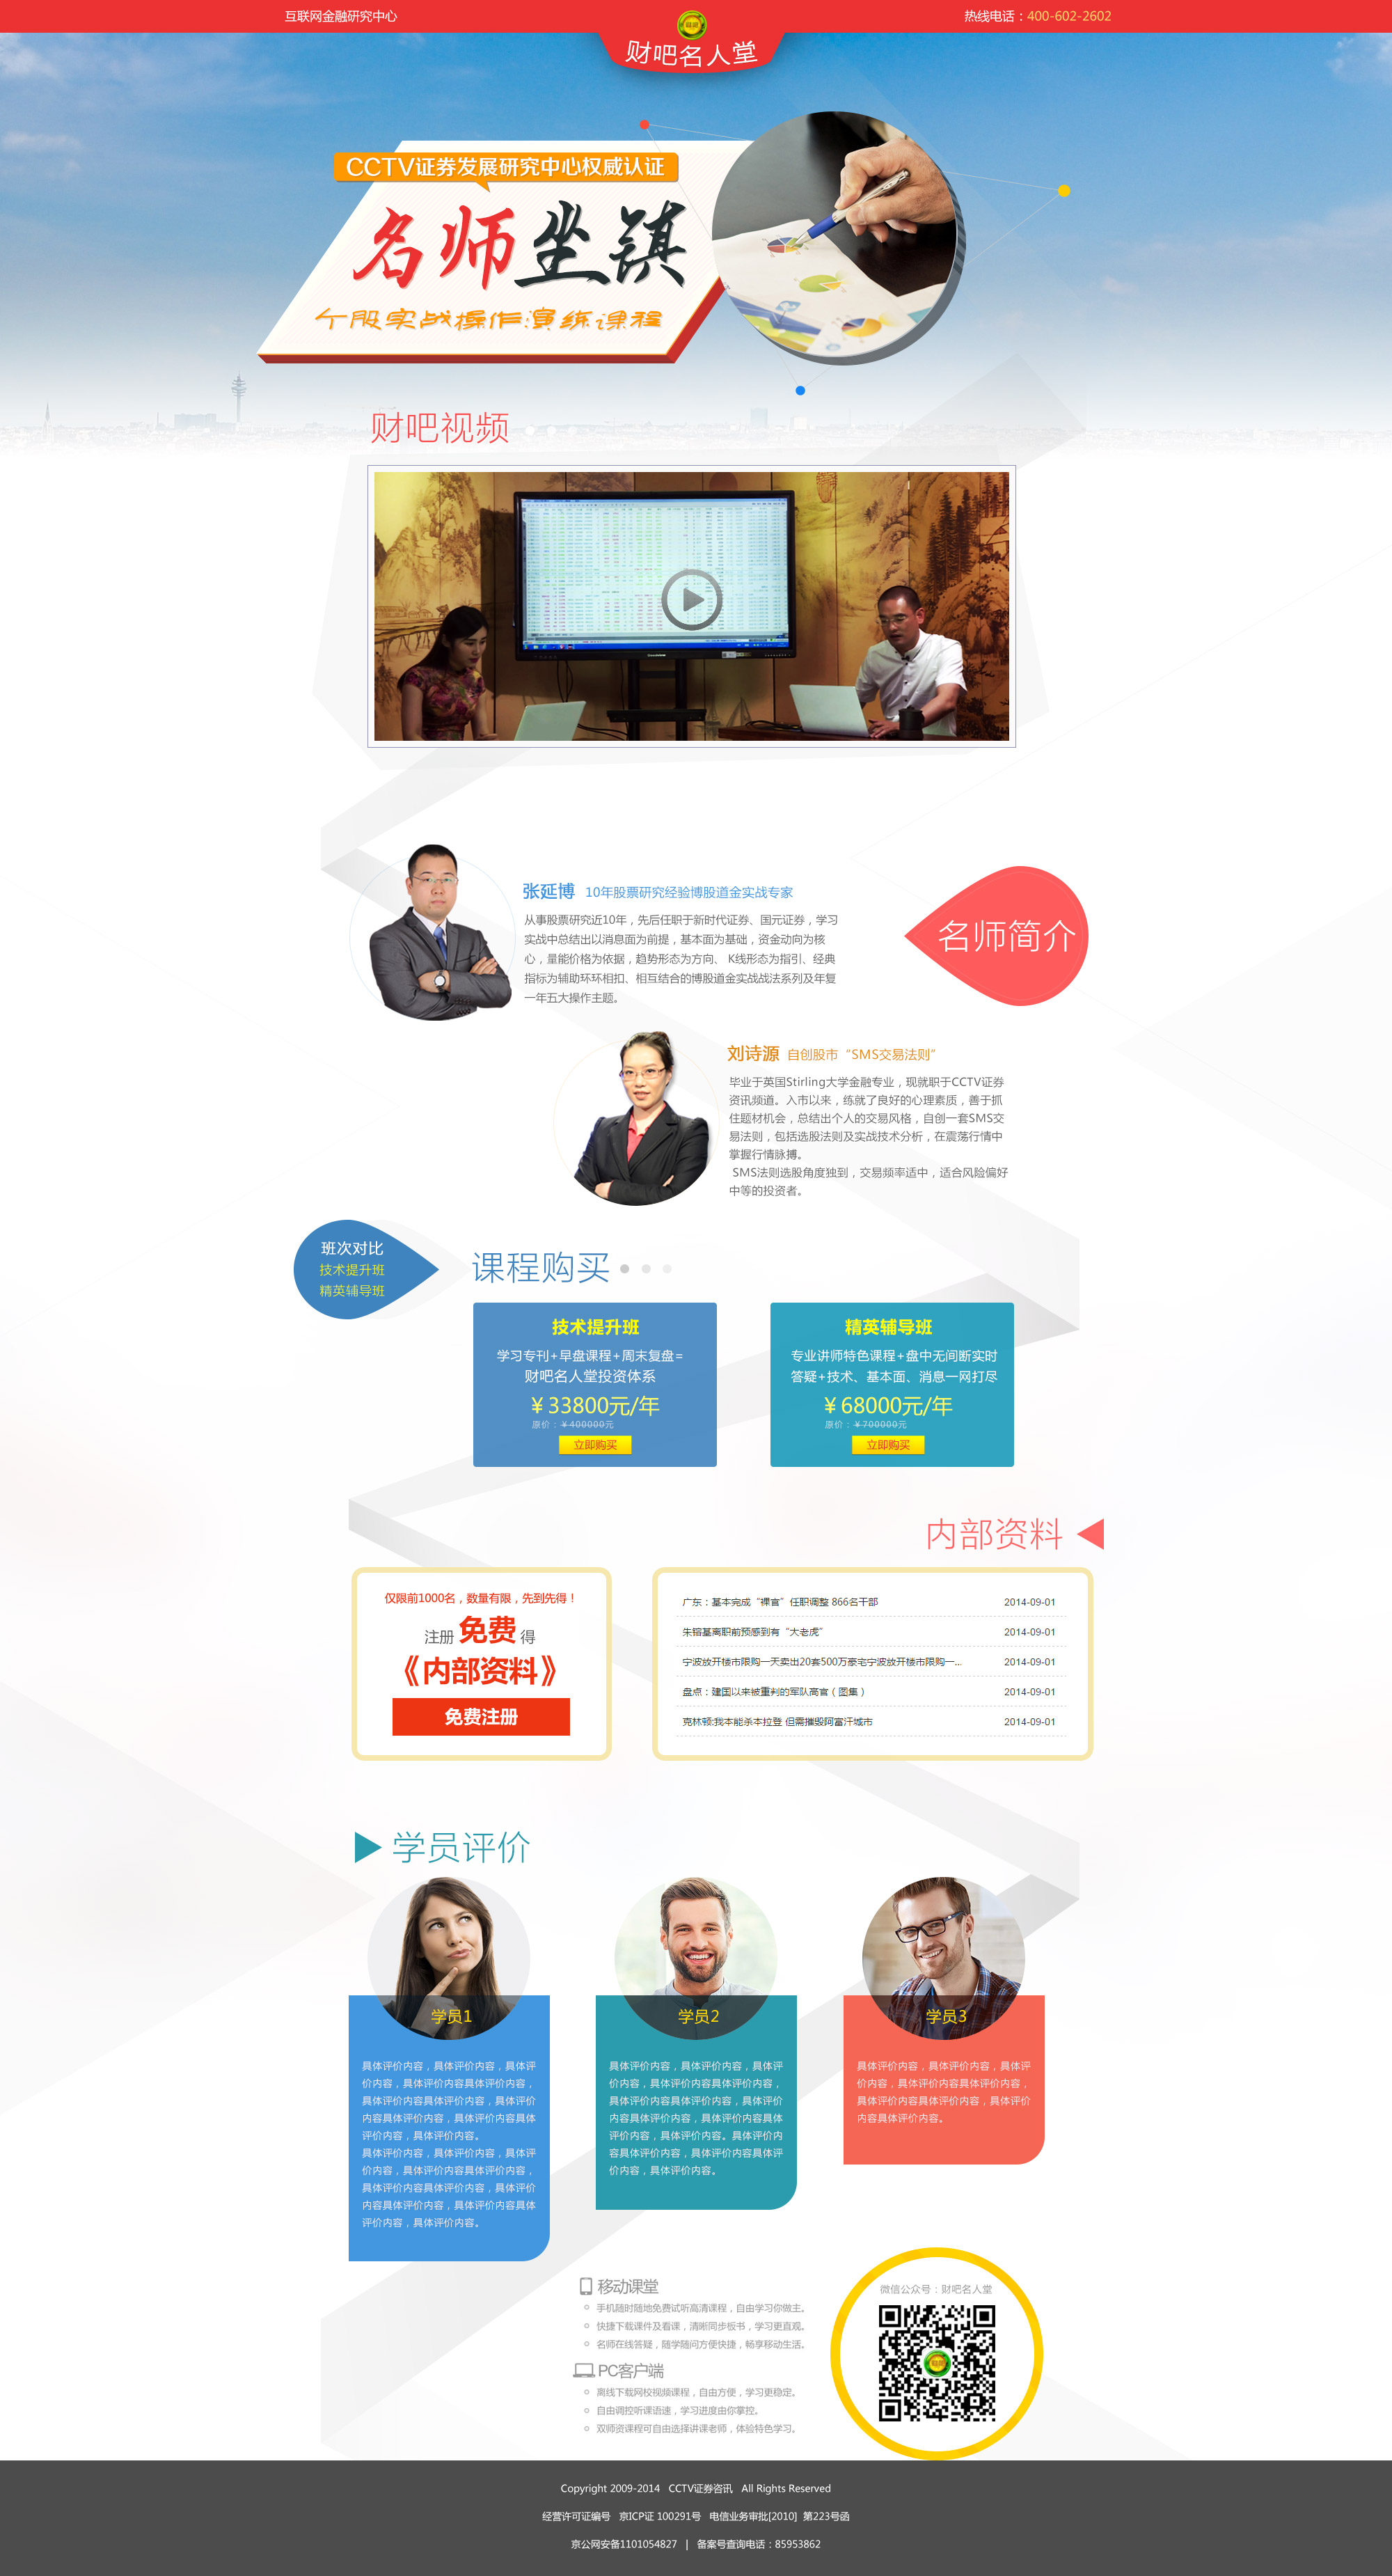 互联网金融研究中心
热线电话：400-602-2602
财吧名人堂
CCTV证券发展研究中心权威认证
名师坐镇
个股实战操作演练课程
财吧视频
张延博 10年股票研究经验博股道金实战专家
从事股票研究近10年，先后任职于新时代证券、国元证券，学习
实战中总结出以消息面为前提，基本面为基础，资金动向为核
心，量能价格为依据，趋势形态为方向、 K线形态为指引、经典
指标为辅助环环相扣、相互结合的博股道金实战战法系列及年复
一年五大操作主题。
名师简介
刘诗源 自创股市“SMS交易法则”
毕业于英国Stirling大学金融专业，现就职于CCTV证券
资讯频道。入市以来，练就了良好的心理素质，善于抓
住题材机会，总结出个人的交易风格，自创一套SMS交
易法则，包括选股法则及实战技术分析，在震荡行情中
掌握行情脉搏。
SMS法则选股角度独到，交易频率适中，适合风险偏好
中等的投资者。
班次对比
技术提升班
精英辅导班
课程购买
技术提升班
学习专刊+早盘课程+周末复盘=
财吧名人堂投资体系
￥33800元/年
原价：￥400000元
立即购买
精英辅导班
专业讲师特色课程+盘中无间断实时
答疑+技术、基本面、消息一网打尽
￥68000元/年
原价：￥700000元
立即购买
内部资料
仅限前1000名，数量有限，先到先得！
注册 免费 得
《内部资料》
免费注册
广东：基本完成“裸官”任职调整 866名干部 2014-09-01
朱镕基离职前预感到有“大老虎” 2014-09-01
宁波放开楼市限购一天卖出20套500万豪宅宁波放开楼市限购一... 2014-09-01
盘点：建国以来被重判的军队高官（图集） 2014-09-01
克林顿:我本能杀本拉登 但需摧毁阿富汗城市 2014-09-01
学员评价
学员1
具体评价内容，具体评价内容，具体评
价内容，具体评价内容具体评价内容，
具体评价内容具体评价内容，具体评价
内容具体评价内容，具体评价内容具体
评价内容，具体评价内容。
具体评价内容，具体评价内容，具体评
价内容，具体评价内容具体评价内容，
具体评价内容具体评价内容，具体评价
内容具体评价内容，具体评价内容具体
评价内容，具体评价内容。
学员2
具体评价内容，具体评价内容，具体评
价内容，具体评价内容具体评价内容，
具体评价内容具体评价内容，具体评价
内容具体评价内容，具体评价内容具体
评价内容，具体评价内容。具体评价内
容具体评价内容，具体评价内容具体评
价内容，具体评价内容。
学员3
具体评价内容，具体评价内容，具体评
价内容，具体评价内容具体评价内容，
具体评价内容具体评价内容，具体评价
内容具体评价内容。
移动课堂
手机随时随地免费试听高清课程，自由学习你做主。
快捷下载课件及看课，清晰同步板书，学习更直观。
名师在线答疑，随学随问方便快捷，畅享移动生活。
PC客户端
离线下载网校视频课程，自由方便，学习更稳定。
自由调控听课语速，学习进度由你掌控。
双师资课程可自由选择讲课老师，体验特色学习。
微信公众号：财吧名人堂
Copyright 2009-2014 CCTV证券咨讯 All Rights Reserved
经营许可证编号 京ICP证 100291号 电信业务审批[2010] 第223号函
京公网安备1101054827 | 备案号查询电话：85953862